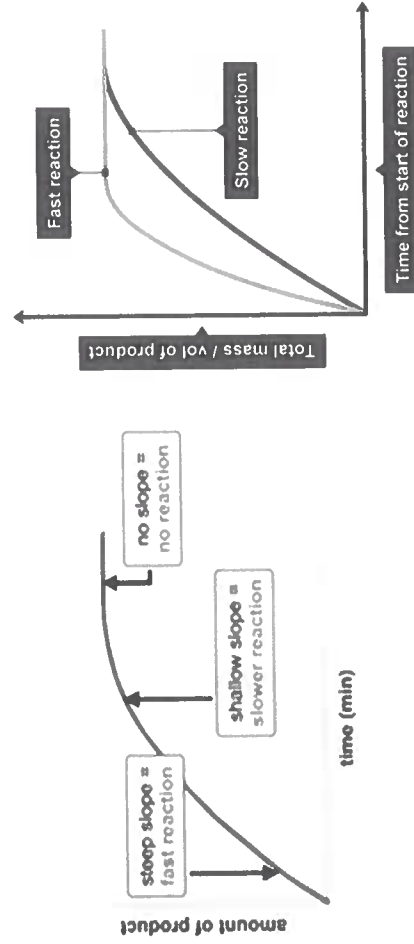 amount of product
steep slope =
fast reaction
shallow slope =
slower reaction
no slope =
no reaction
time (min)
Total mass / vol of product
Fast reaction
Slow reaction
Time from start of reaction